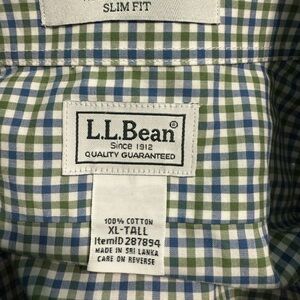 SLIM FIT
L.L.Bean®
Since 1912
QUALITY GUARANTEED
100% COTTON
XL-TALL
ItemID 287894
MADE IN SRI LANKA
CARE ON REVERSE